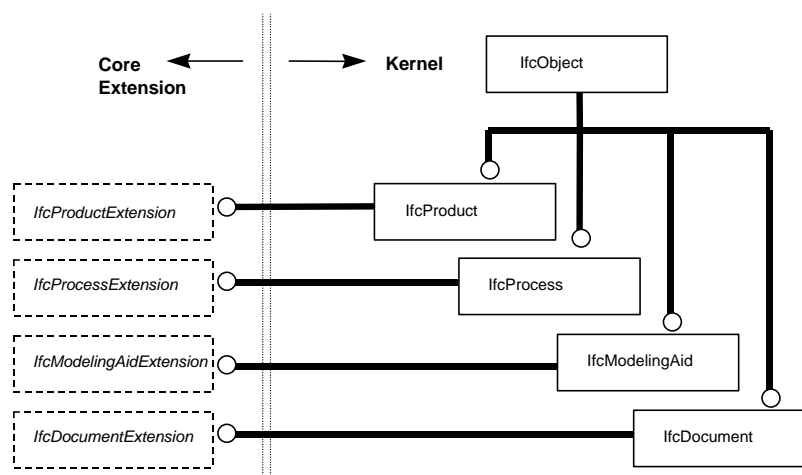 Core
Extension
Kernel
IfcObject
IfcProductExtension
IfcProduct
IfcProcessExtension
IfcProcess
IfcModelingAidExtension
IfcModelingAid
IfcDocumentExtension
IfcDocument